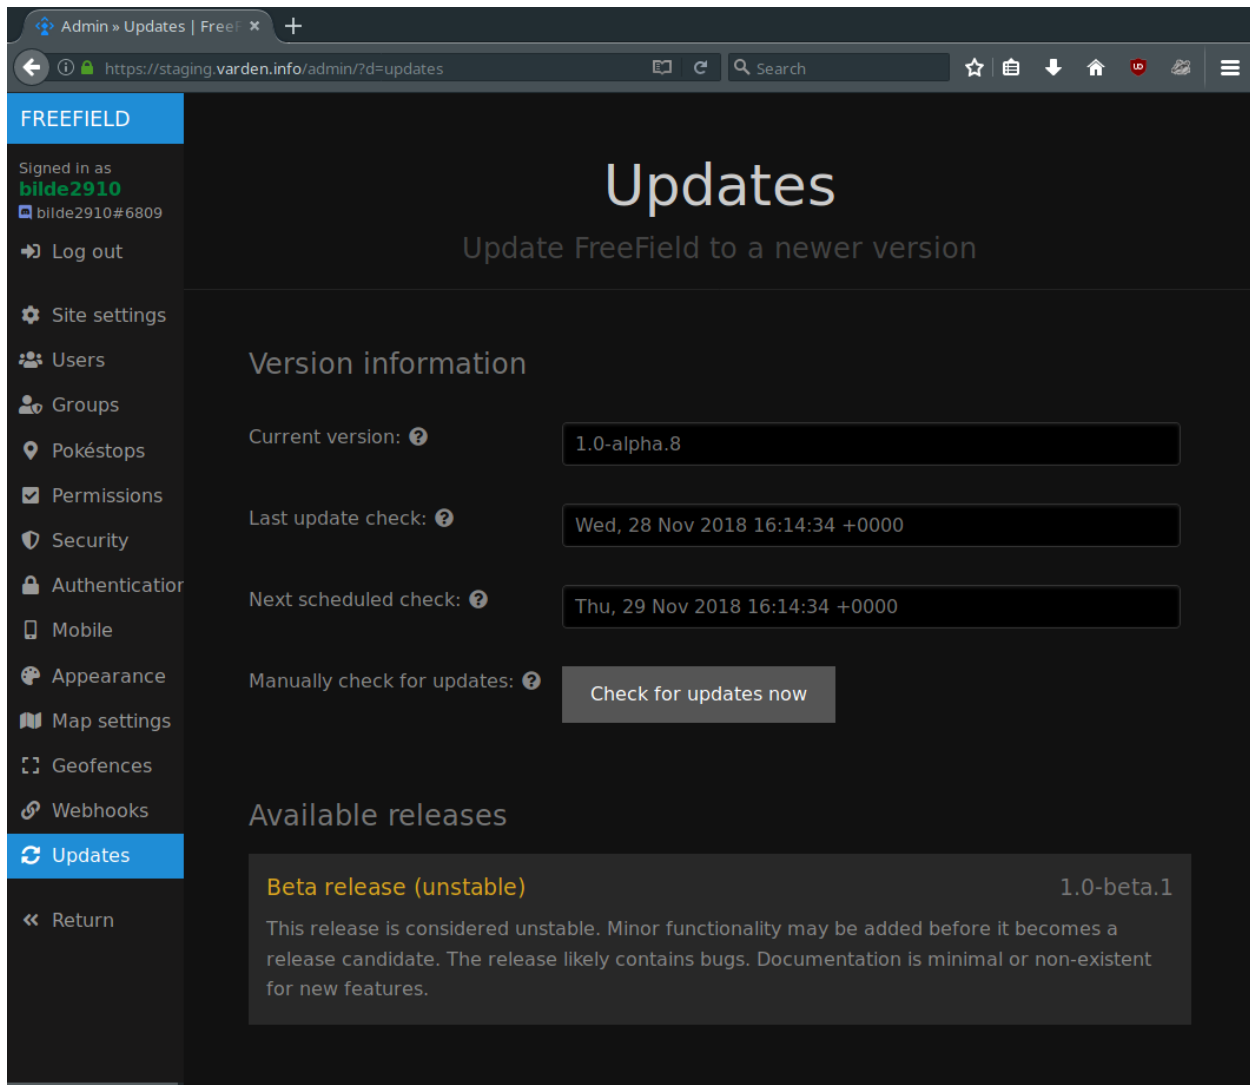 Admin » Updates | FreeF
https://staging.varden.info/admin/?d=updates
Search
FREEFIELD
Signed in as
bilde2910
bilde2910#6809
Log out
Site settings
Users
Groups
Pokéstops
Permissions
Security
Authentication
Mobile
Appearance
Map settings
Geofences
Webhooks
Updates
Return
Updates
Update FreeField to a newer version
Version information
Current version:
1.0-alpha.8
Last update check:
Wed, 28 Nov 2018 16:14:34 +0000
Next scheduled check:
Thu, 29 Nov 2018 16:14:34 +0000
Manually check for updates:
Check for updates now
Available releases
Beta release (unstable)
1.0-beta.1
This release is considered unstable. Minor functionality may be added before it becomes a
release candidate. The release likely contains bugs. Documentation is minimal or non-existent
for new features.